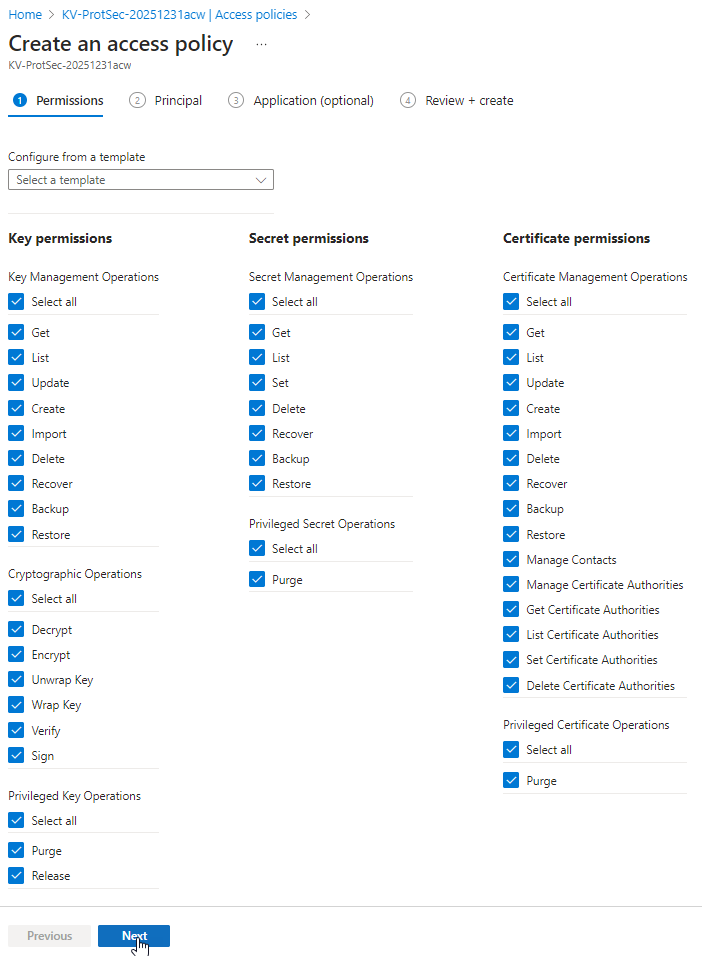 Home > KV-ProtSec-20251231acw | Access policies >
Create an access policy ...
KV-ProtSec-20251231acw
1 Permissions 2 Principal 3 Application (optional) 4 Review + create
Configure from a template
Select a template
Key permissions
Key Management Operations
Select all
Get
List
Update
Create
Import
Delete
Recover
Backup
Restore
Cryptographic Operations
Select all
Decrypt
Encrypt
Unwrap Key
Wrap Key
Verify
Sign
Privileged Key Operations
Select all
Purge
Release
Secret permissions
Secret Management Operations
Select all
Get
List
Set
Delete
Recover
Backup
Restore
Privileged Secret Operations
Select all
Purge
Certificate permissions
Certificate Management Operations
Select all
Get
List
Update
Create
Import
Delete
Recover
Backup
Restore
Manage Contacts
Manage Certificate Authorities
Get Certificate Authorities
List Certificate Authorities
Set Certificate Authorities
Delete Certificate Authorities
Privileged Certificate Operations
Select all
Purge
Previous Next